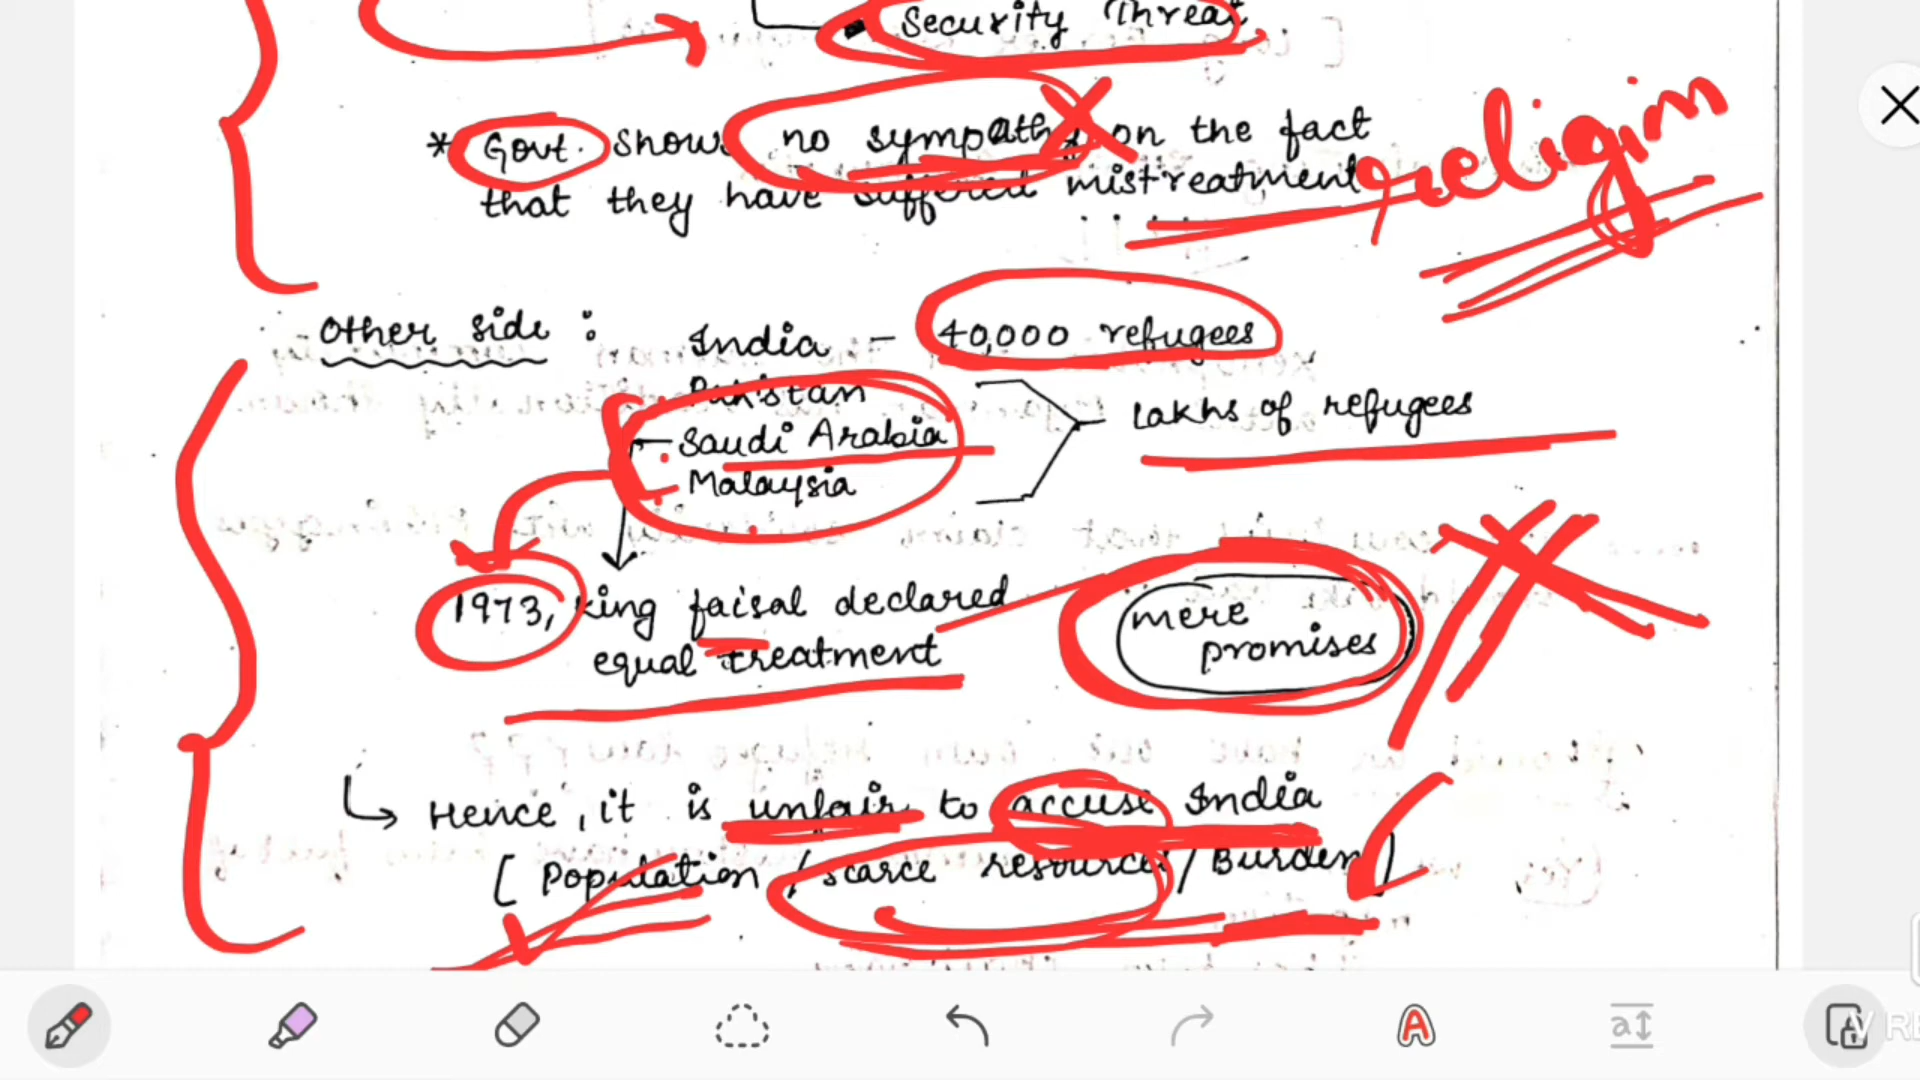 Security Threat
* Govt. shows no sympathy on the fact
that they have suffered mistreatment religion
Other side : India - 40,000 refugees
Pakistan
Saudi Arabia
Malaysia
lakhs of refugees
1973, king faisal declared
equal treatment
mere
promises
Hence, it is unfair to accuse India
[ Population / scarce resources / Burden ]